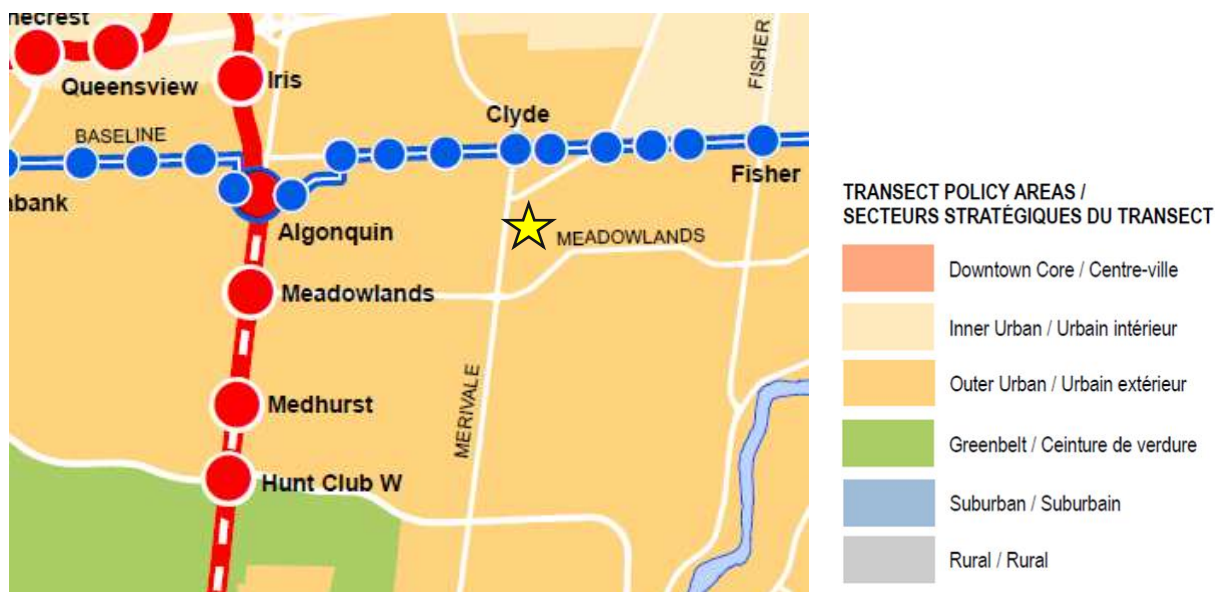 necrest
Queensview
Iris
FISHER
BASELINE
Clyde
abank
Fisher
Algonquin
MEADOWLANDS
Meadowlands
MERIVALE
Medhurst
Hunt Club W
TRANSECT POLICY AREAS /
SECTEURS STRATÉGIQUES DU TRANSECT
Downtown Core / Centre-ville
Inner Urban / Urbain intérieur
Outer Urban / Urbain extérieur
Greenbelt / Ceinture de verdure
Suburban / Suburbain
Rural / Rural